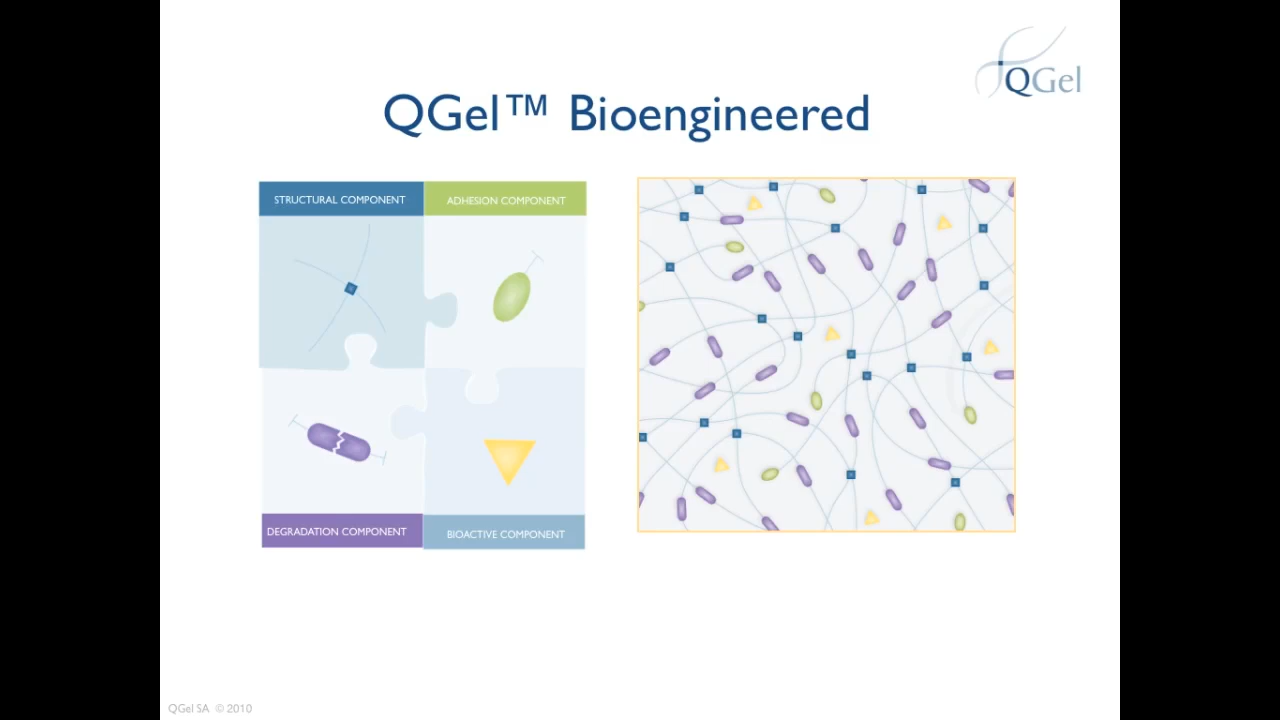 QGel
QGel™ Bioengineered
STRUCTURAL COMPONENT
ADHESION COMPONENT
DEGRADATION COMPONENT
BIOACTIVE COMPONENT
QGel SA © 2010